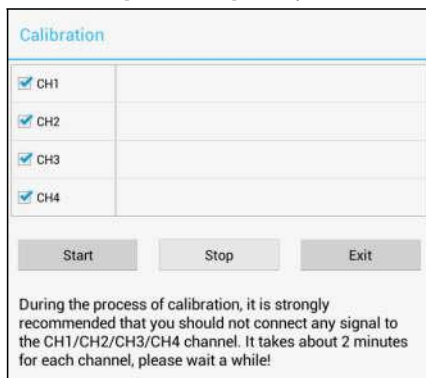 Calibration
CH1
CH2
CH3
CH4
Start Stop Exit
During the process of calibration, it is strongly
recommended that you should not connect any signal to
the CH1/CH2/CH3/CH4 channel. It takes about 2 minutes
for each channel, please wait a while!